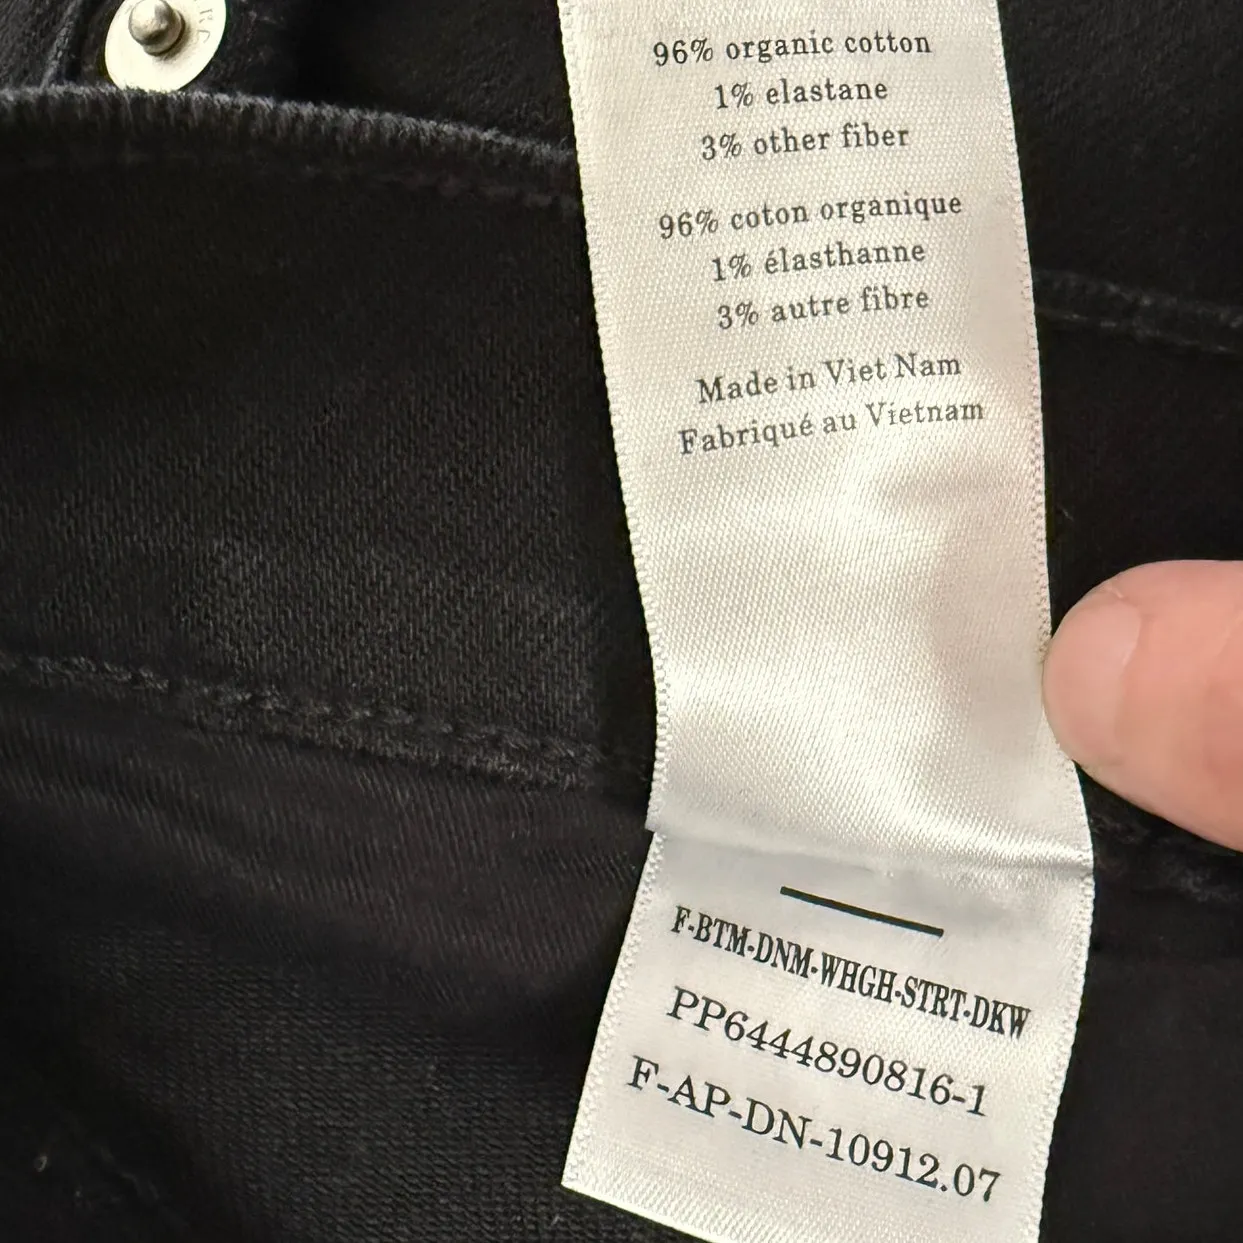 96% organic cotton
1% elastane
3% other fiber
96% coton organique
1% élasthanne
3% autre fibre
Made in Viet Nam
Fabriqué au Vietnam
F-BTM-DNM-WHGH-STRT-DKW
PP6444890816-1
F-AP-DN-10912.07